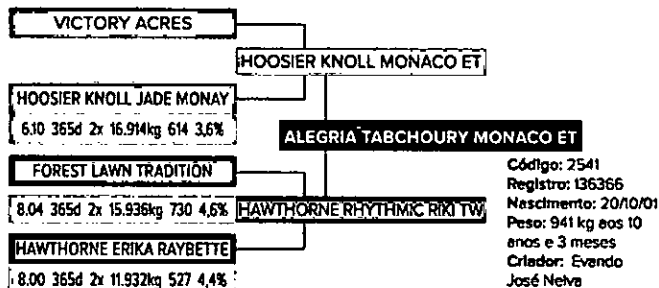 VICTORY ACRES
HOOSIER KNOLL MONACO ET
HOOSIER KNOLL JADE MONAY
6.10 365d 2x 16.914kg 614 3,6%
ALEGRIA TABCHOURY MONACO ET
FOREST LAWN TRADITION
8.04 365d 2x 15.936kg 730 4,6%
HAWTHORNE RHYTHMIC RIKI TW
HAWTHORNE ERIKA RAYBETTE
8.00 365d 2x 11.932kg 527 4,4%
Código: 2541
Registro: 136366
Nascimento: 20/10/01
Peso: 941 kg aos 10
anos e 3 meses
Criador: Evando
José Neiva